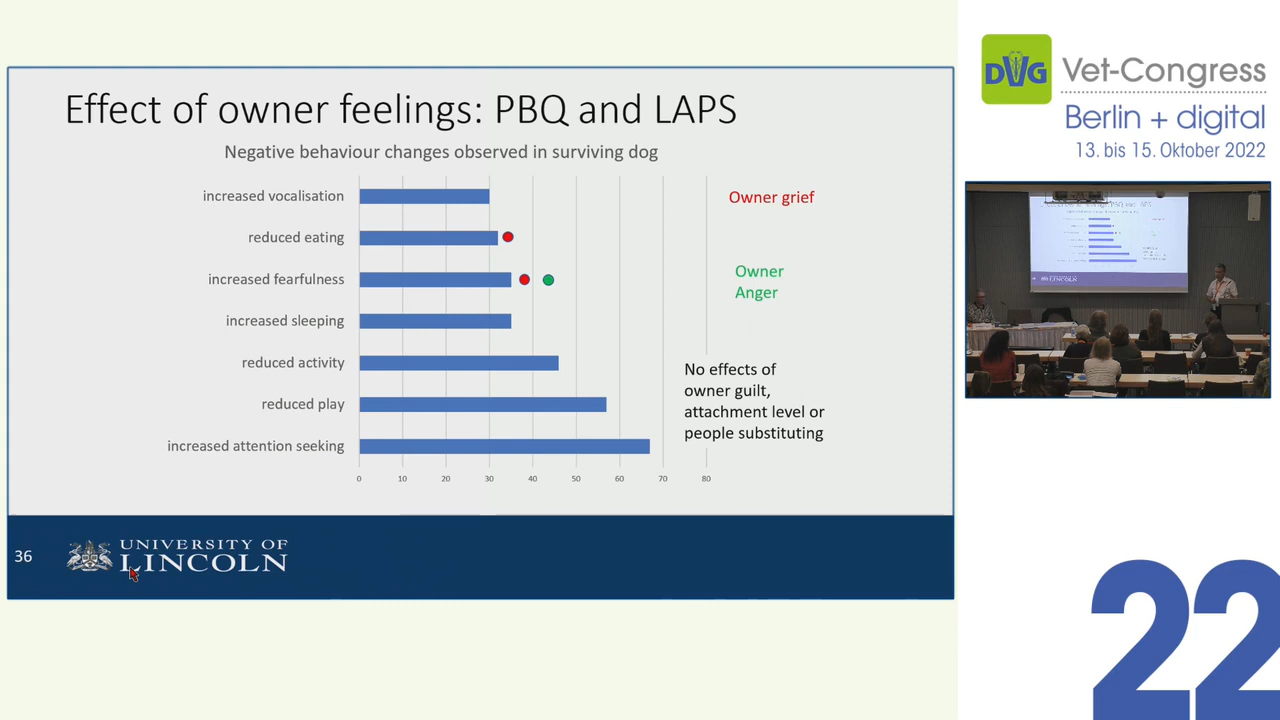 Effect of owner feelings: PBQ and LAPS
Negative behaviour changes observed in surviving dog
increased vocalisation
reduced eating
increased fearfulness
increased sleeping
reduced activity
reduced play
increased attention seeking
0 10 20 30 40 50 60 70 80
Owner grief
Owner
Anger
No effects of
owner guilt,
attachment level or
people substituting
36
UNIVERSITY OF
LINCOLN
DVG
Vet-Congress
Berlin + digital
13. bis 15. Oktober 2022
LINCOLN
22